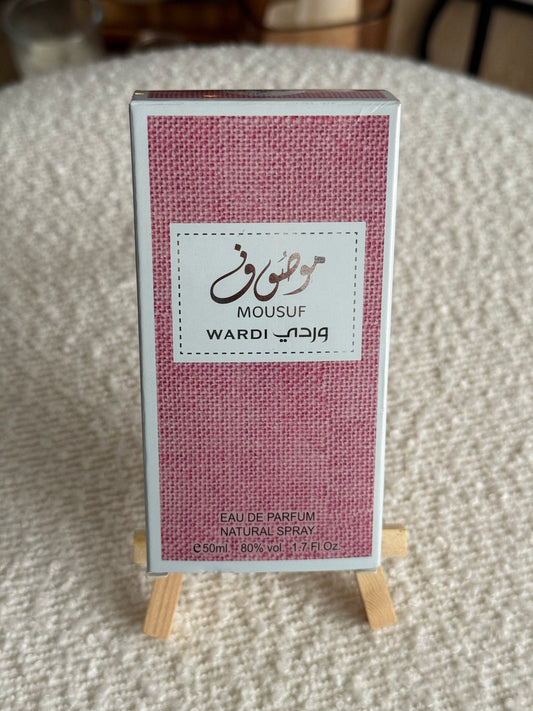 موصوف
MOUSUF
WARDI وردي
EAU DE PARFUM
NATURAL SPRAY
℮50ml. 80% vol. 1.7 Fl.Oz.